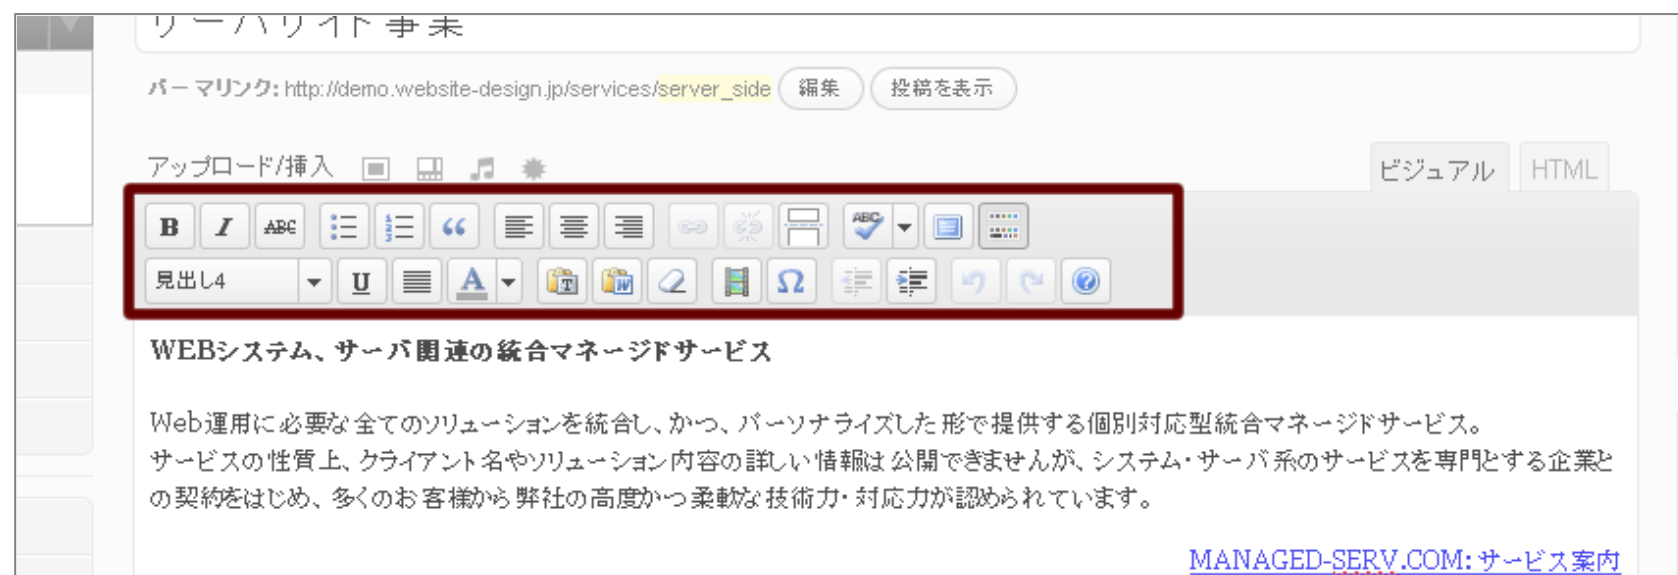 サーバサイド事業
パーマリンク: http://demo.website-design.jp/services/server_side 編集 投稿を表示
アップロード/挿入 ビジュアル HTML
B I ABC ABC
見出し4 U A T W Ω
WEBシステム、サーバ関連の統合マネージドサービス
Web運用に必要な全てのソリューションを統合し、かつ、パーソナライズした形で提供する個別対応型統合マネージドサービス。
サービスの性質上、クライアント名やソリューション内容の詳しい情報は公開できませんが、システム・サーバ系のサービスを専門とする企業と
の契約をはじめ、多くのお客様から弊社の高度かつ柔軟な技術力・対応力が認められています。
MANAGED-SERV.COM: サービス案内